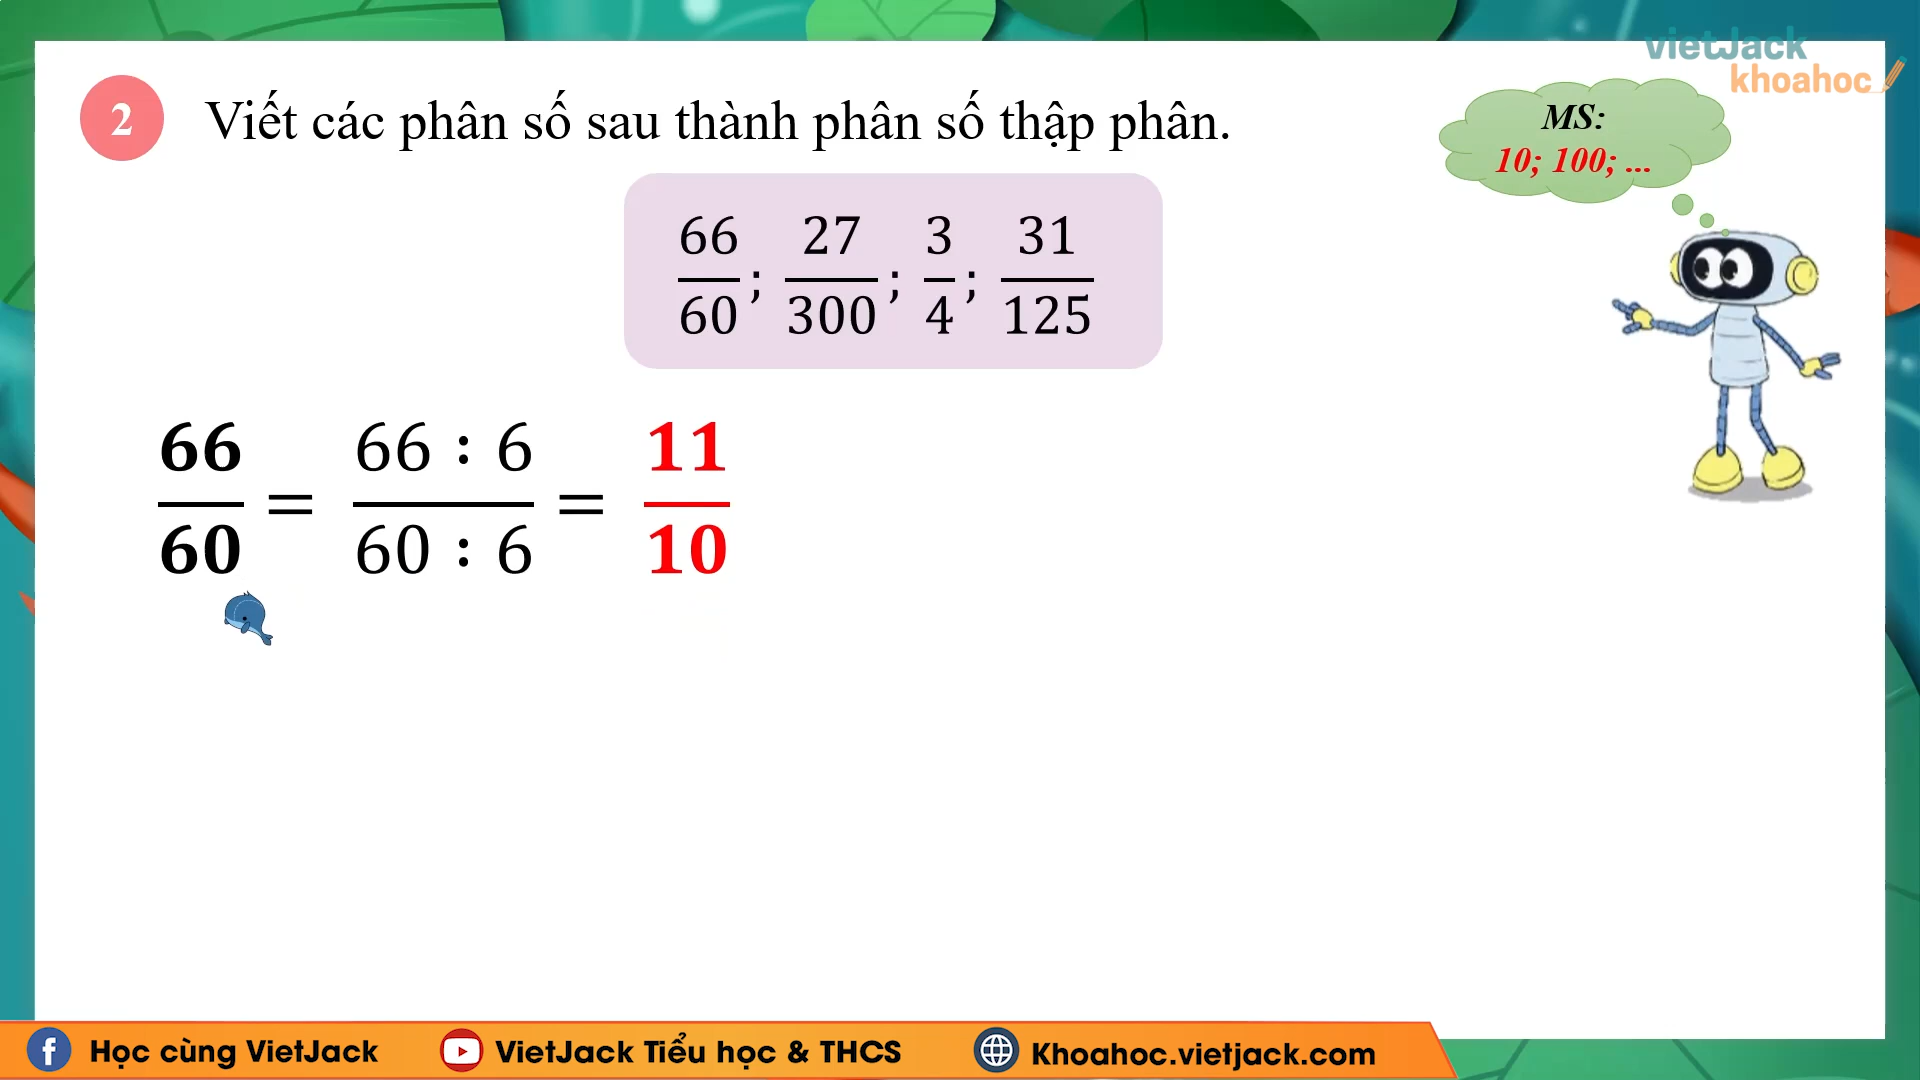 vietJack
khoahoc
2 Viết các phân số sau thành phân số thập phân.
MS:
10; 100; ...
66/60; 27/300; 3/4; 31/125
66/60 = 66 : 6/60 : 6 = 11/10
Học cùng VietJack
VietJack Tiểu học & THCS
Khoahoc.vietjack.com